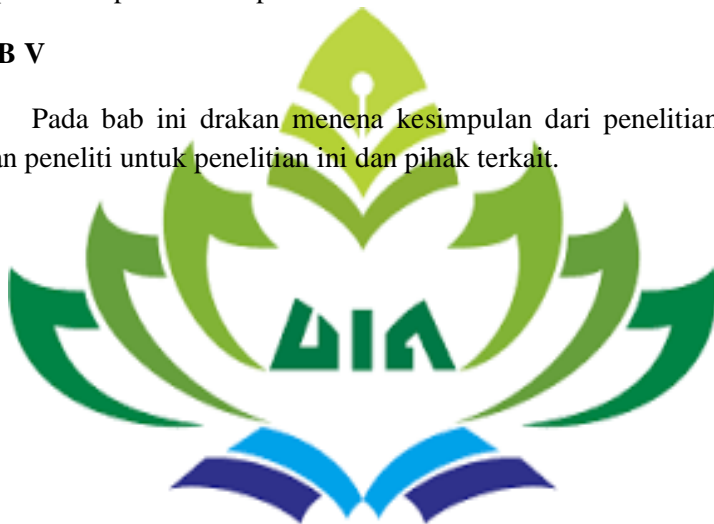 B V
Pada bab ini drakan menena kesimpulan dari penelitian
an peneliti untuk penelitian ini dan pihak terkait.
UIN